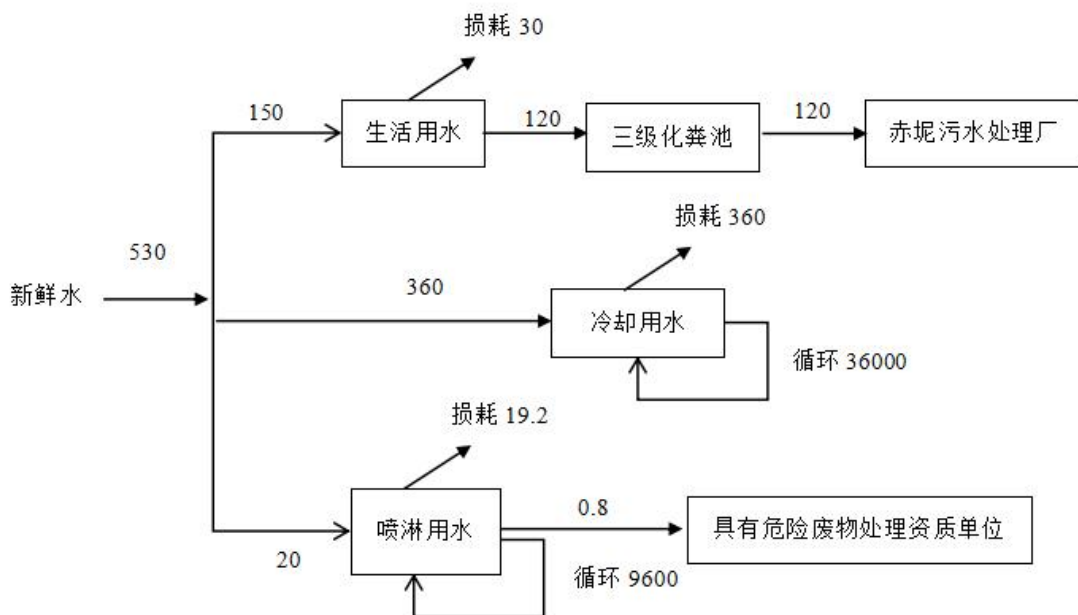 损耗 30
150
生活用水
120
三级化粪池
120
赤坭污水处理厂
损耗 360
530
新鲜水
360
冷却用水
循环 36000
损耗 19.2
喷淋用水
0.8
具有危险废物处理资质单位
20
循环 9600